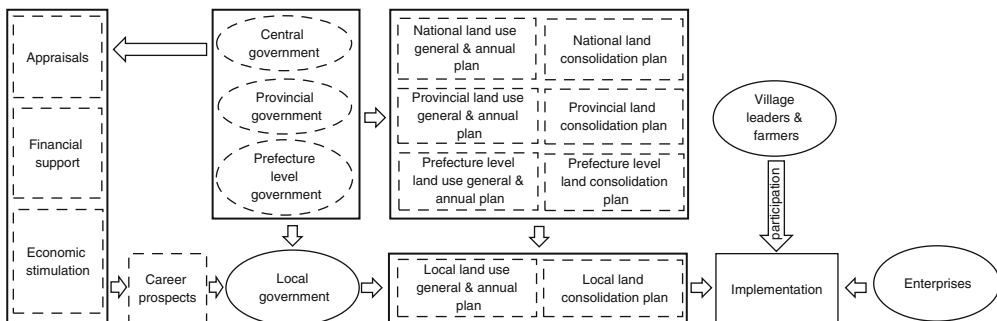 Appraisals
Financial
support
Economic
stimulation
Career
prospects
Central
government
Provincial
government
Prefecture
level
government
Local
government
National land use
general & annual
plan
National land
consolidation plan
Provincial land use
general & annual
plan
Provincial land
consolidation plan
Prefecture level
land use general &
annual plan
Prefecture level
land consolidation
plan
Local land use
general & annual
plan
Local land
consolidation plan
Village
leaders &
farmers
participation
Implementation
Enterprises